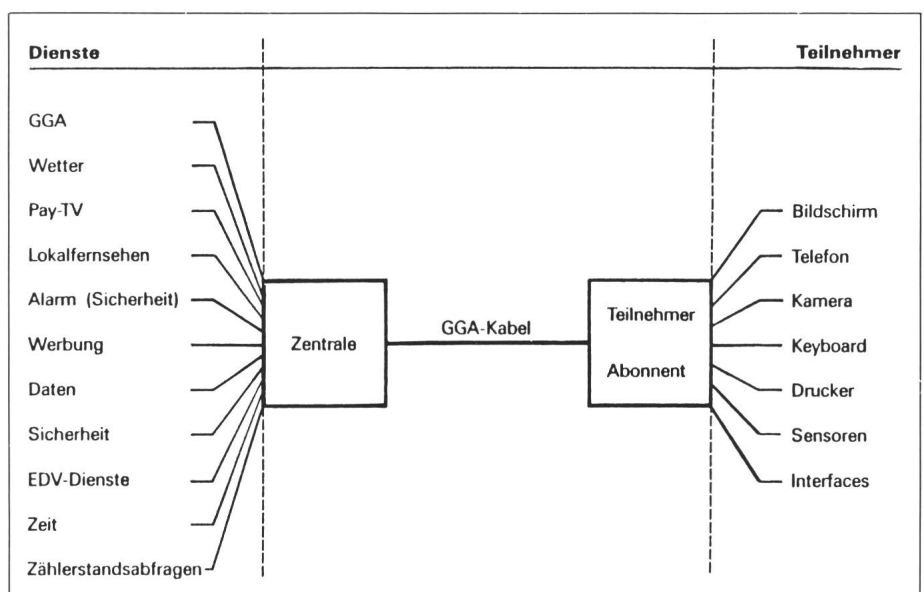 Dienste
Teilnehmer
GGA
Wetter
Pay-TV
Lokalfernsehen
Alarm (Sicherheit)
Werbung
Daten
Sicherheit
EDV-Dienste
Zeit
Zählerstandsabfragen
Zentrale
GGA-Kabel
Teilnehmer
Abonnent
Bildschirm
Telefon
Kamera
Keyboard
Drucker
Sensoren
Interfaces